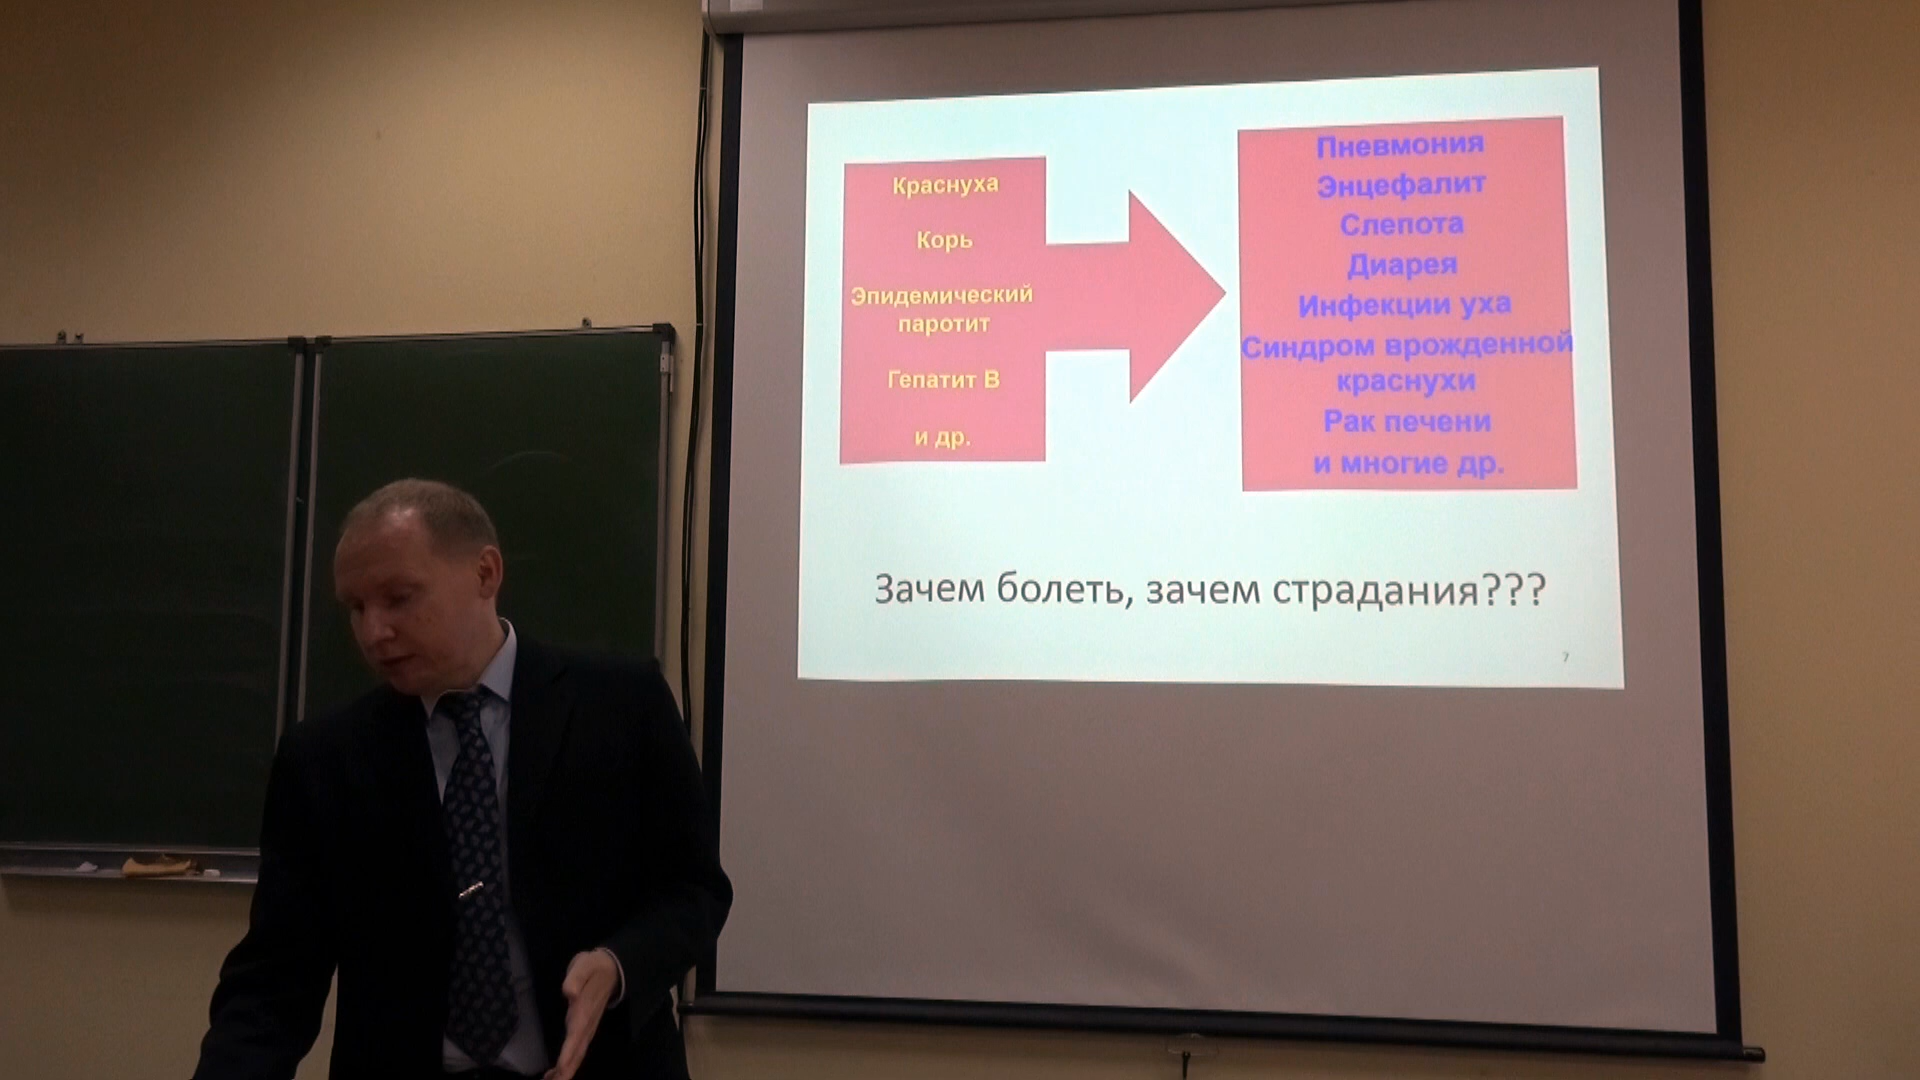 Краснуха
Корь
Эпидемический
паротит
Гепатит В
и др.
Пневмония
Энцефалит
Слепота
Диарея
Инфекции уха
Синдром врожденной
краснухи
Рак печени
и многие др.
Зачем болеть, зачем страдания???
7